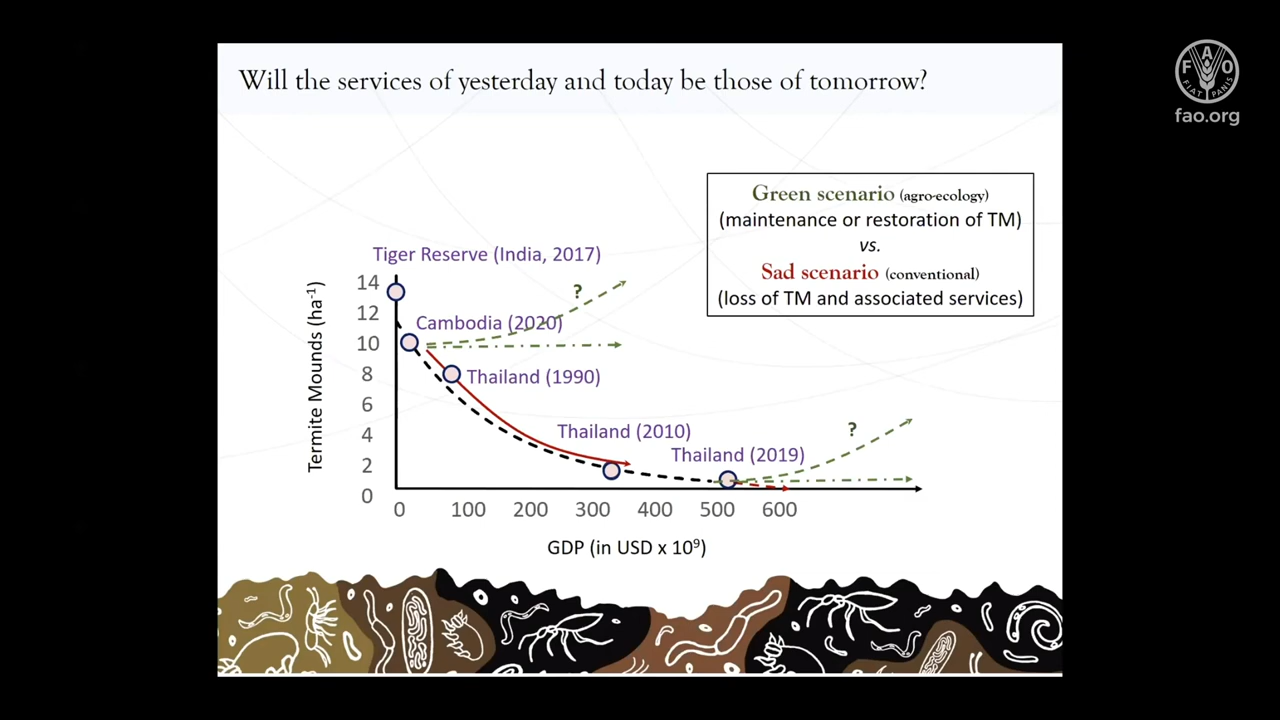 Will the services of yesterday and today be those of tomorrow?
F A O
FIAT PANIS
fao.org
Green scenario (agro-ecology)
(maintenance or restoration of TM)
vs.
Sad scenario (conventional)
(loss of TM and associated services)
Tiger Reserve (India, 2017)
14
?
12
Cambodia (2020)
10
8
Thailand (1990)
6
Termite Mounds (ha⁻¹)
4
Thailand (2010)
?
2
Thailand (2019)
0
0 100 200 300 400 500 600
GDP (in USD x 10⁹)